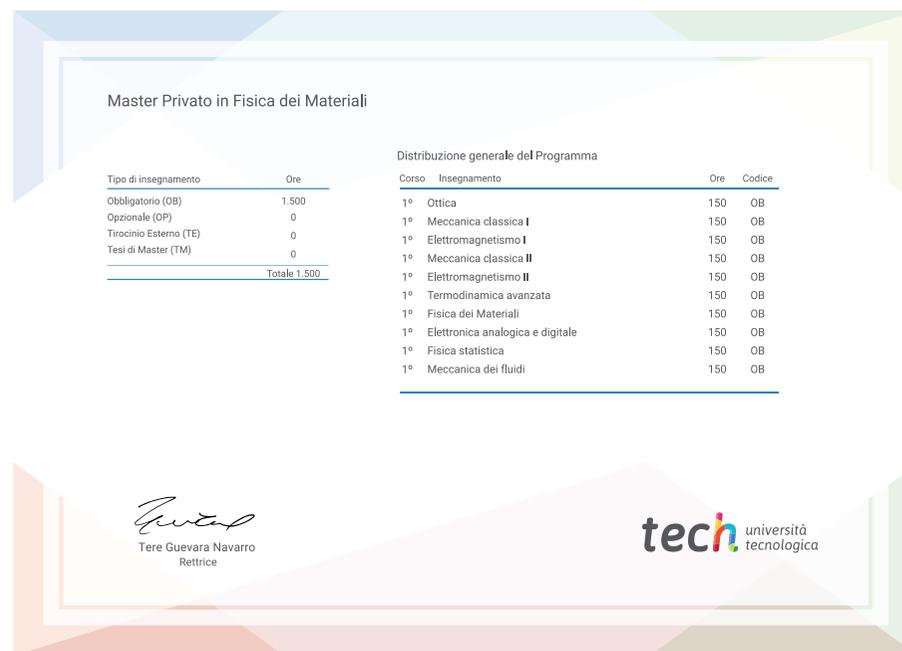 Master Privato in Fisica dei Materiali
Tipo di insegnamento Ore
Obbligatorio (OB) 1.500
Opzionale (OP) 0
Tirocinio Esterno (TE) 0
Tesi di Master (TM) 0
Totale 1.500
Distribuzione generale del Programma
Corso Insegnamento Ore Codice
1º Ottica 150 OB
1º Meccanica classica I 150 OB
1º Elettromagnetismo I 150 OB
1º Meccanica classica II 150 OB
1º Elettromagnetismo II 150 OB
1º Termodinamica avanzata 150 OB
1º Fisica dei Materiali 150 OB
1º Elettronica analogica e digitale 150 OB
1º Fisica statistica 150 OB
1º Meccanica dei fluidi 150 OB
Tere Guevara Navarro
Rettrice
tech università
tecnologica